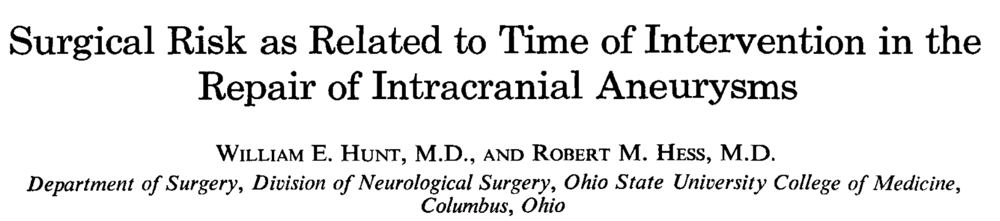 Surgical Risk as Related to Time of Intervention in the
Repair of Intracranial Aneurysms
WILLIAM E. HUNT, M.D., AND ROBERT M. HESS, M.D.
Department of Surgery, Division of Neurological Surgery, Ohio State University College of Medicine,
Columbus, Ohio